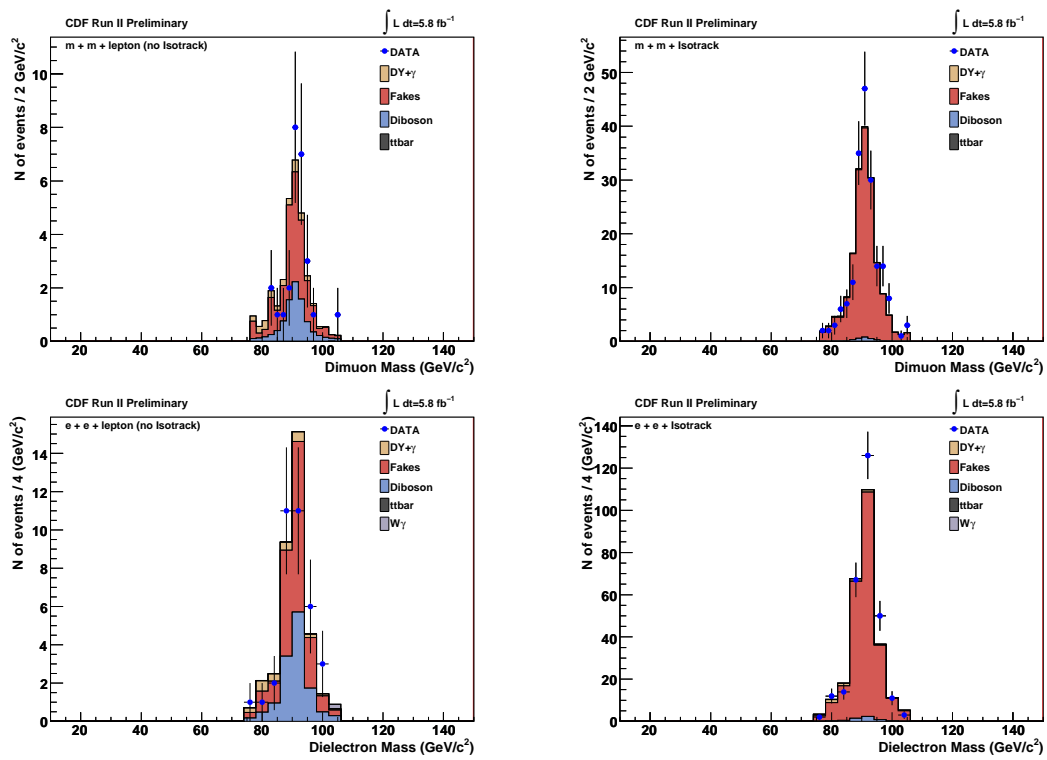 CDF Run II Preliminary
∫ L dt=5.8 fb⁻¹
m + m + lepton (no Isotrack)
N of events / 2 GeV/c²
DATA
DY+γ
Fakes
Diboson
ttbar
10
8
6
4
2
0
20 40 60 80 100 120 140
Dimuon Mass (GeV/c²)
CDF Run II Preliminary
∫ L dt=5.8 fb⁻¹
m + m + Isotrack
N of events / 2 GeV/c²
DATA
DY+γ
Fakes
Diboson
ttbar
50
40
30
20
10
0
20 40 60 80 100 120 140
Dimuon Mass (GeV/c²)
CDF Run II Preliminary
∫ L dt=5.8 fb⁻¹
e + e + lepton (no Isotrack)
N of events / 4 (GeV/c²)
DATA
DY+γ
Fakes
Diboson
ttbar
Wγ
14
12
10
8
6
4
2
0
20 40 60 80 100 120 140
Dielectron Mass (GeV/c²)
CDF Run II Preliminary
∫ L dt=5.8 fb⁻¹
e + e + Isotrack
N of events / 4 (GeV/c²)
DATA
DY+γ
Fakes
Diboson
ttbar
Wγ
140
120
100
80
60
40
20
0
20 40 60 80 100 120 140
Dielectron Mass (GeV/c²)